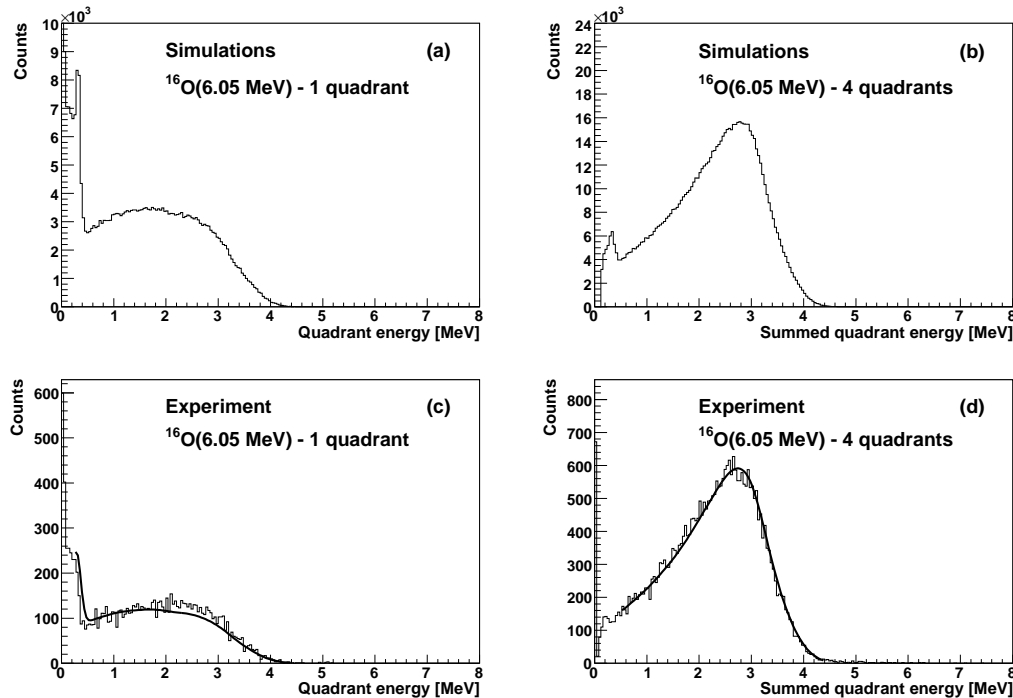 ×10³
Counts
Simulations (a)
¹⁶O(6.05 MeV) - 1 quadrant
10
9
8
7
6
5
4
3
2
1
0
0 1 2 3 4 5 6 7 8
Quadrant energy [MeV]
×10³
Counts
Simulations (b)
¹⁶O(6.05 MeV) - 4 quadrants
24
22
20
18
16
14
12
10
8
6
4
2
0
0 1 2 3 4 5 6 7 8
Summed quadrant energy [MeV]
Counts
Experiment (c)
¹⁶O(6.05 MeV) - 1 quadrant
600
500
400
300
200
100
0
0 1 2 3 4 5 6 7 8
Quadrant energy [MeV]
Counts
Experiment (d)
¹⁶O(6.05 MeV) - 4 quadrants
800
700
600
500
400
300
200
100
0
0 1 2 3 4 5 6 7 8
Summed quadrant energy [MeV]